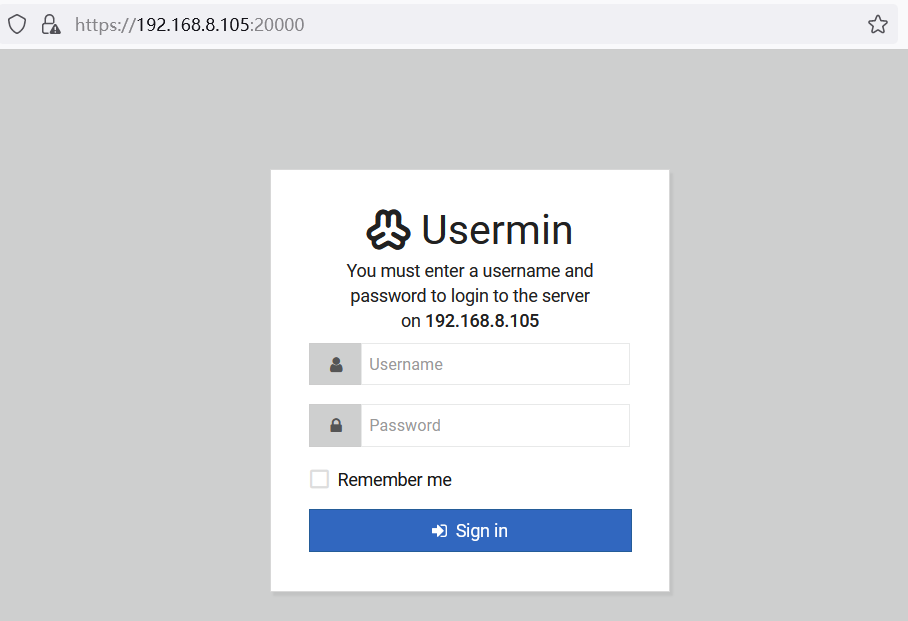 https://192.168.8.105:20000
Usermin
You must enter a username and
password to login to the server
on 192.168.8.105
Username
Password
Remember me
Sign in